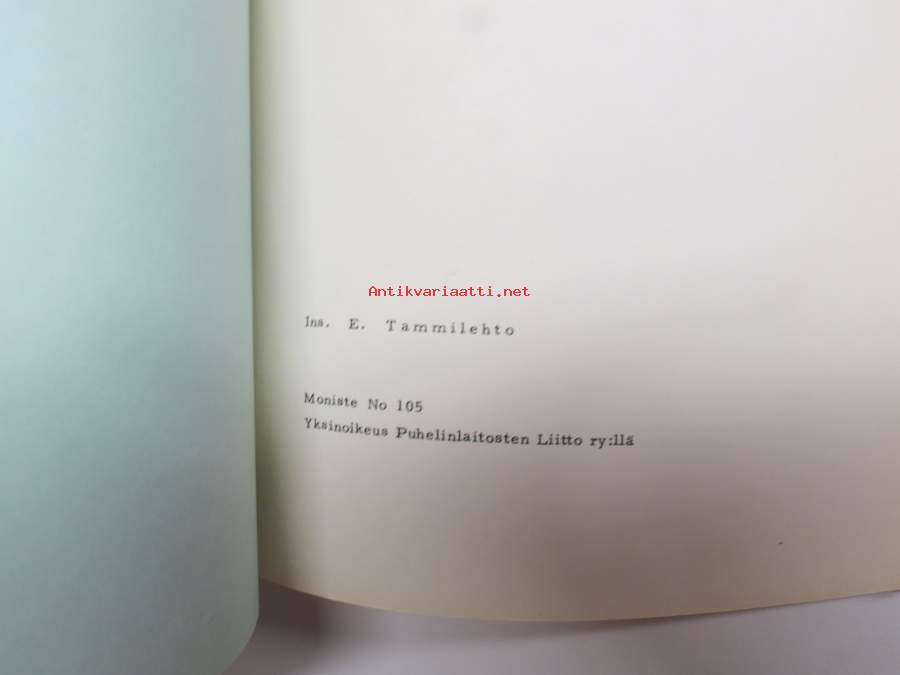 Antikvariaatti.net
Ins. E. Tammilehto
Moniste No 105
Yksinoikeus Puhelinlaitosten Liitto ry:llä